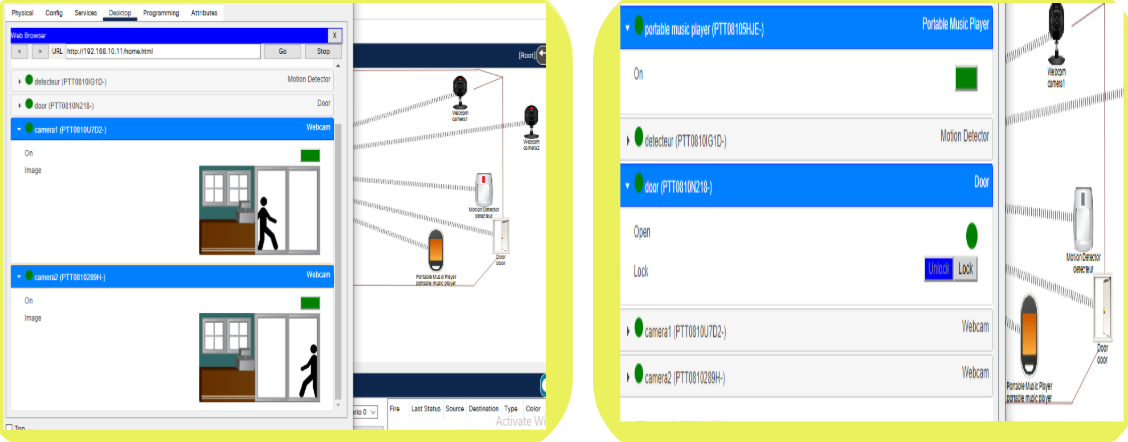 Physical Config Services Desktop Programming Attributes
Web Browser X
< > URL http://192.168.10.11/home.html Go Stop
detecteur (PTT0810IG1D-) Motion Detector
door (PTT0810N218-) Door
camera1 (PTT0810U7D2-) Webcam
On
Image
camera2 (PTT0810289H-) Webcam
On
Image
Top
[Root]
Webcam
camera1
Webcam
camera2
Motion Detector
detecteur
Door
door
Portable Music Player
portable music player
Fire Last Status Source Destination Type Color
Activate Wi
portable music player (PTT08105HJE-) Portable Music Player
On
detecteur (PTT0810IG1D-) Motion Detector
door (PTT0810N218-) Door
Open
Lock Unlock Lock
camera1 (PTT0810U7D2-) Webcam
camera2 (PTT0810289H-) Webcam
Webcam
camera1
Motion Detector
detecteur
Door
door
Portable Music Player
portable music player